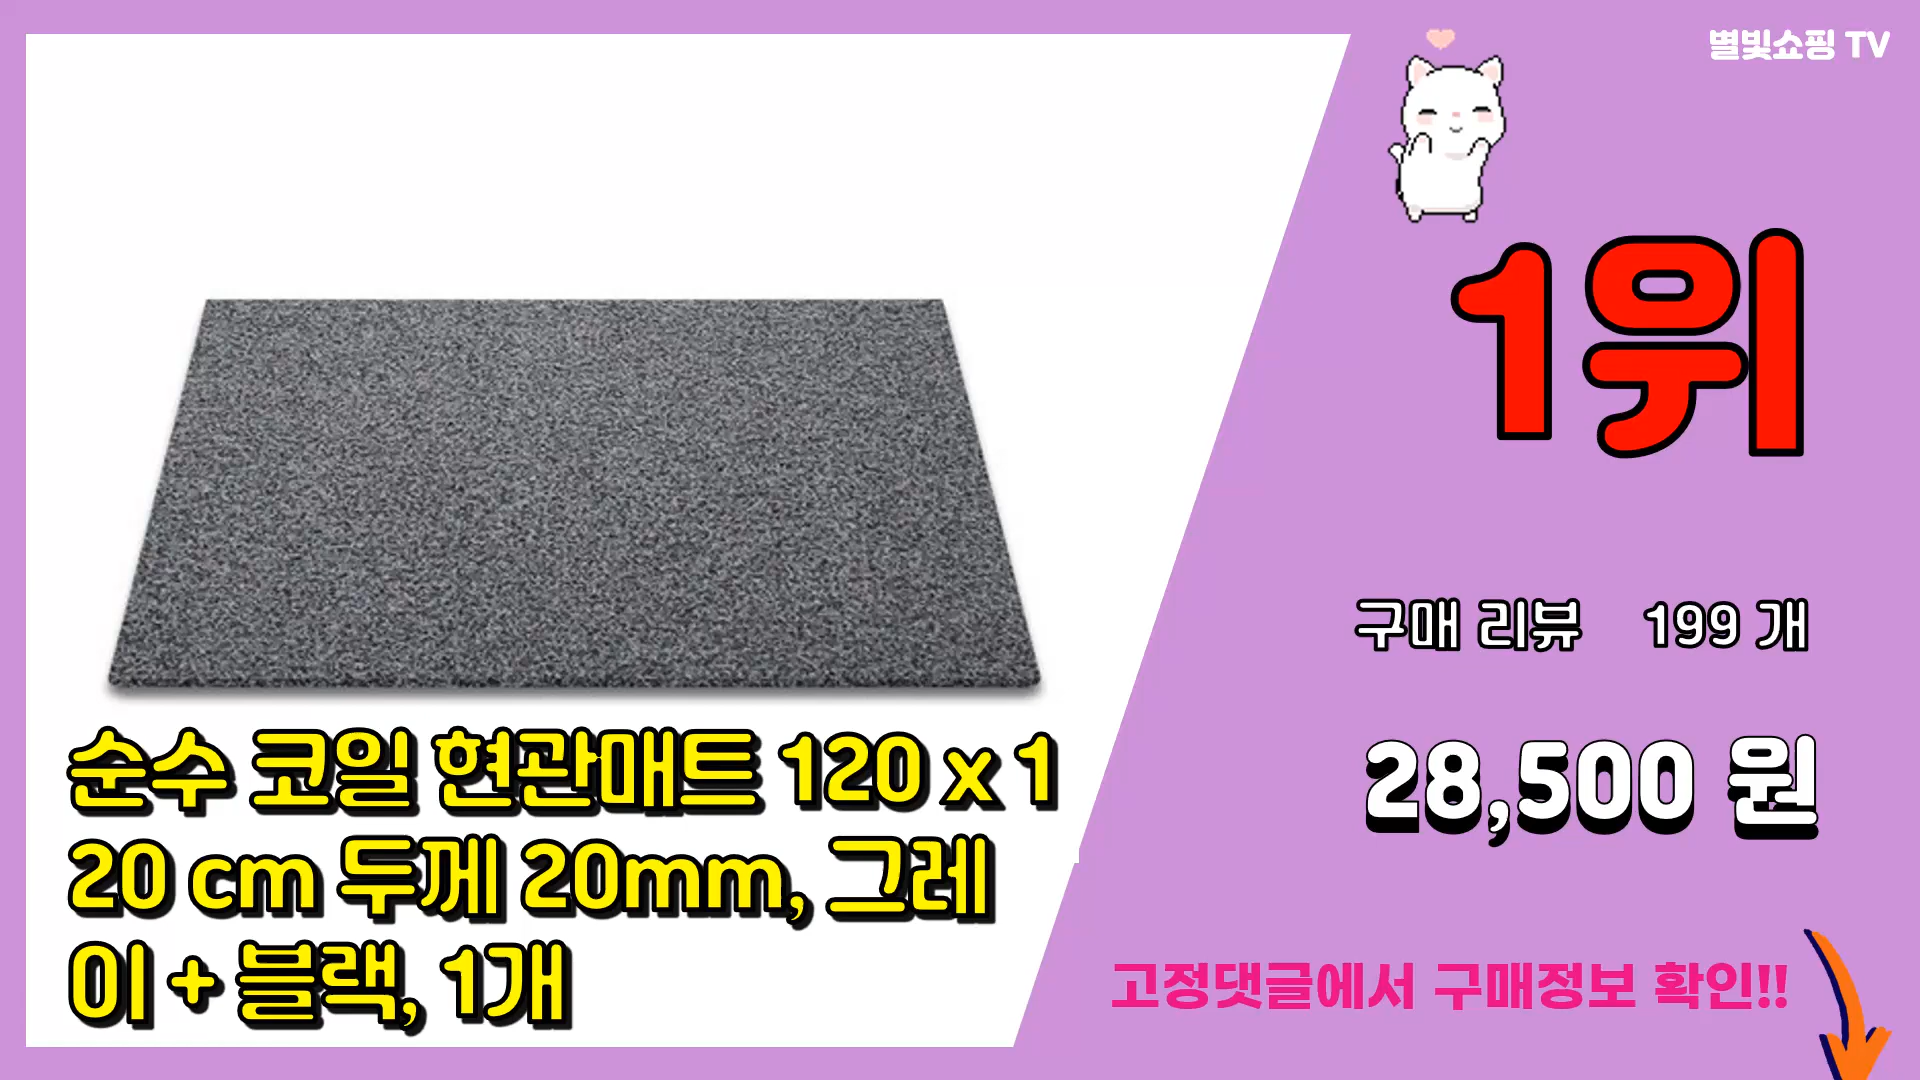 별빛쇼핑 TV
1위
구매 리뷰 199 개
28,500 원
순수 코일 현관매트 120 x 1
20 cm 두께 20mm, 그레
이 + 블랙, 1개
고정댓글에서 구매정보 확인!!